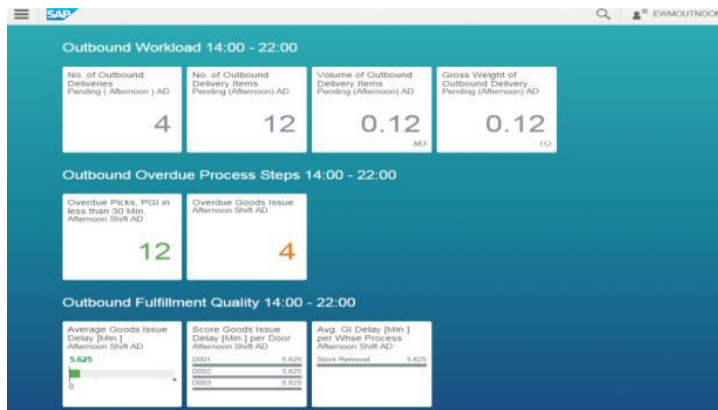 SAP
EWMOUTNOON
Outbound Workload 14:00 - 22:00
No. of Outbound
Deliveries
Pending ( Afternoon ) AD
4
No. of Outbound
Delivery Items
Pending (Afternoon) AD
12
Volume of Outbound
Delivery Items
Pending (Afternoon) AD
0.12
M3
Gross Weight of
Outbound Delivery...
Pending (Afternoon) AD
0.12
TO
Outbound Overdue Process Steps 14:00 - 22:00
Overdue Picks, PGI in
less than 30 Min.
Afternoon Shift AD
12
Overdue Goods Issue
Afternoon Shift AD
4
Outbound Fulfillment Quality 14:00 - 22:00
Average Goods Issue
Delay [Min.]
Afternoon Shift AD
5.625
0
Score Goods Issue
Delay [Min.] per Door
Afternoon Shift AD
D001 5.625
D002 5.625
D003 5.625
Avg. GI Delay [Min.]
per Whse Process
Afternoon Shift AD
Stock Removal 5.625